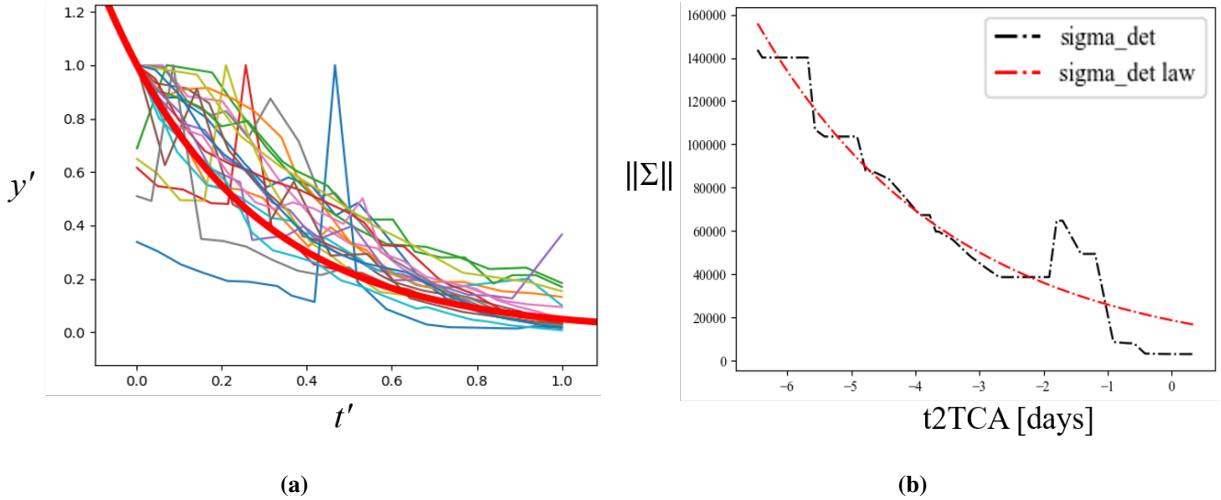 1.2
1.0
0.8
0.6
0.4
0.2
0.0
y′
0.0 0.2 0.4 0.6 0.8 1.0
t′
(a)
160000
140000
120000
100000
80000
60000
40000
20000
0
||Σ||
sigma_det
sigma_det law
−6 −5 −4 −3 −2 −1 0
t2TCA [days]
(b)